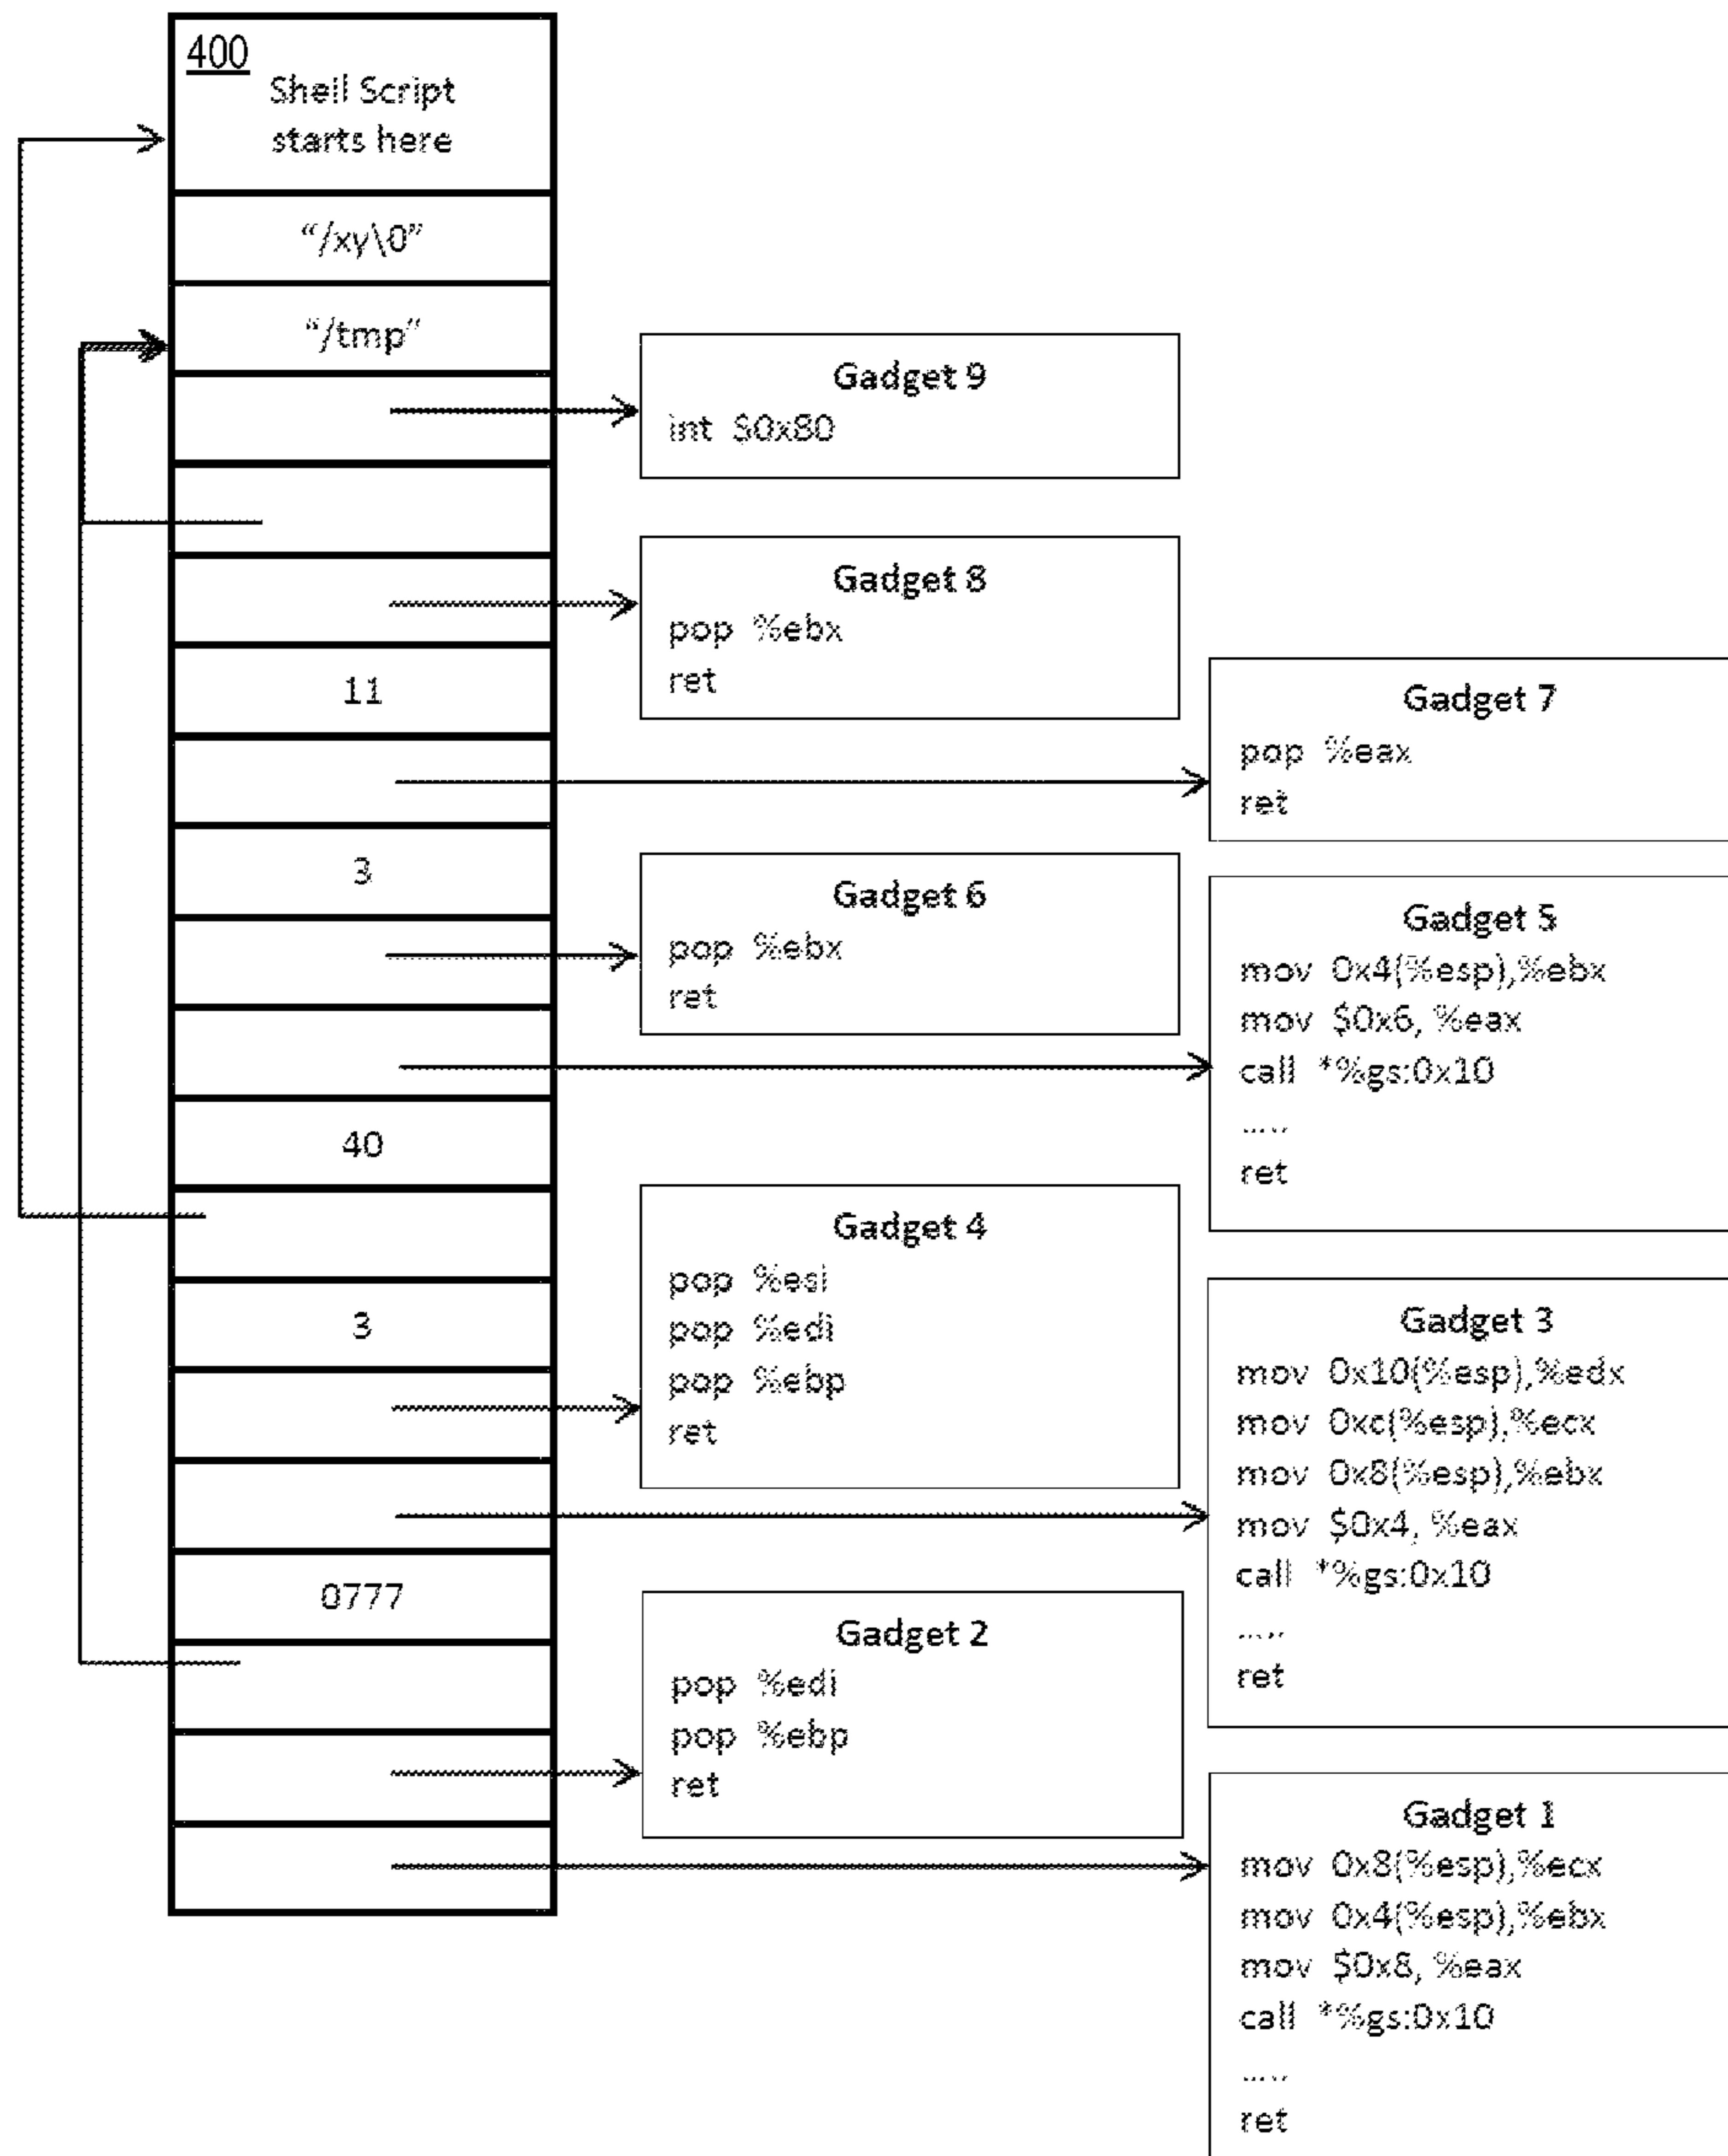 400
Shell Script
starts here
“/xy\0”
“/tmp”
11
3
40
3
0777
Gadget 9
int $0x80
Gadget 8
pop %ebx
ret
Gadget 7
pop %eax
ret
Gadget 6
pop %ebx
ret
Gadget 5
mov 0x4(%esp),%ebx
mov $0x6, %eax
call *%gs:0x10
.....
ret
Gadget 4
pop %esi
pop %edi
pop %ebp
ret
Gadget 3
mov 0x10(%esp),%edx
mov 0xc(%esp),%ecx
mov 0x8(%esp),%ebx
mov $0x4, %eax
call *%gs:0x10
.....
ret
Gadget 2
pop %edi
pop %ebp
ret
Gadget 1
mov 0x8(%esp),%ecx
mov 0x4(%esp),%ebx
mov $0x8, %eax
call *%gs:0x10
.....
ret